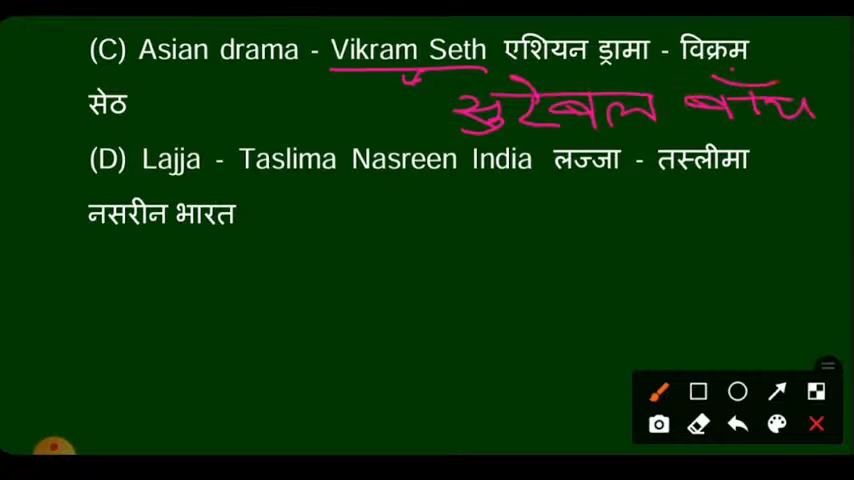 (C) Asian drama - Vikram Seth एशियन ड्रामा - विक्रम
सेठ
सुरेबल बॉय
(D) Lajja - Taslima Nasreen India लज्जा - तस्लीमा
नसरीन भारत